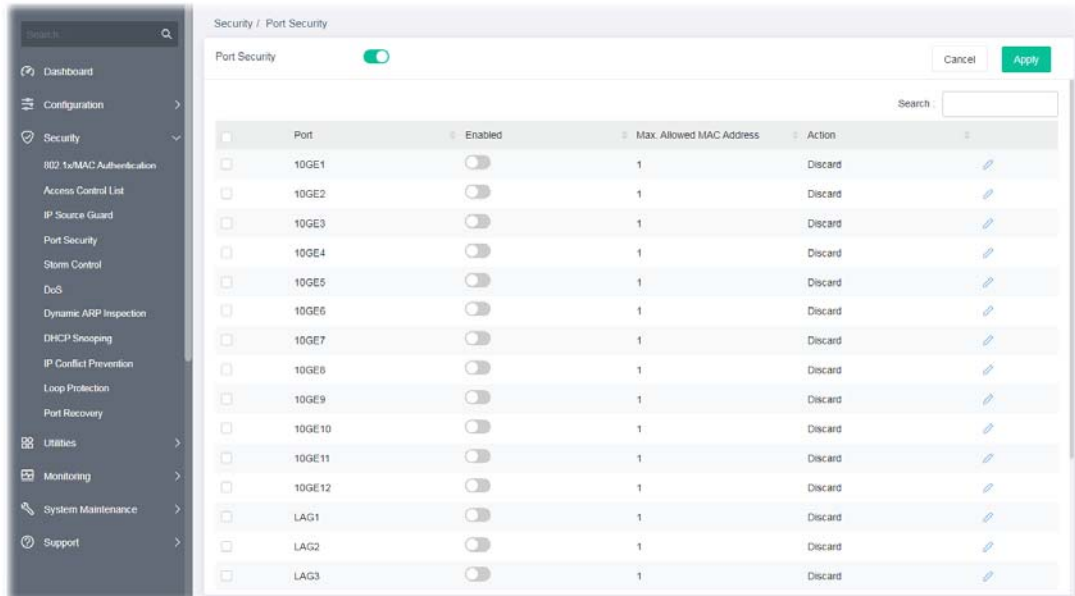 Search
Dashboard
Configuration
Security
802.1x/MAC Authentication
Access Control List
IP Source Guard
Port Security
Storm Control
DoS
Dynamic ARP Inspection
DHCP Snooping
IP Conflict Prevention
Loop Protection
Port Recovery
Utilities
Monitoring
System Maintenance
Support
Security / Port Security
Port Security
Cancel Apply
Search :
Port Enabled Max. Allowed MAC Address Action
10GE1 1 Discard
10GE2 1 Discard
10GE3 1 Discard
10GE4 1 Discard
10GE5 1 Discard
10GE6 1 Discard
10GE7 1 Discard
10GE8 1 Discard
10GE9 1 Discard
10GE10 1 Discard
10GE11 1 Discard
10GE12 1 Discard
LAG1 1 Discard
LAG2 1 Discard
LAG3 1 Discard